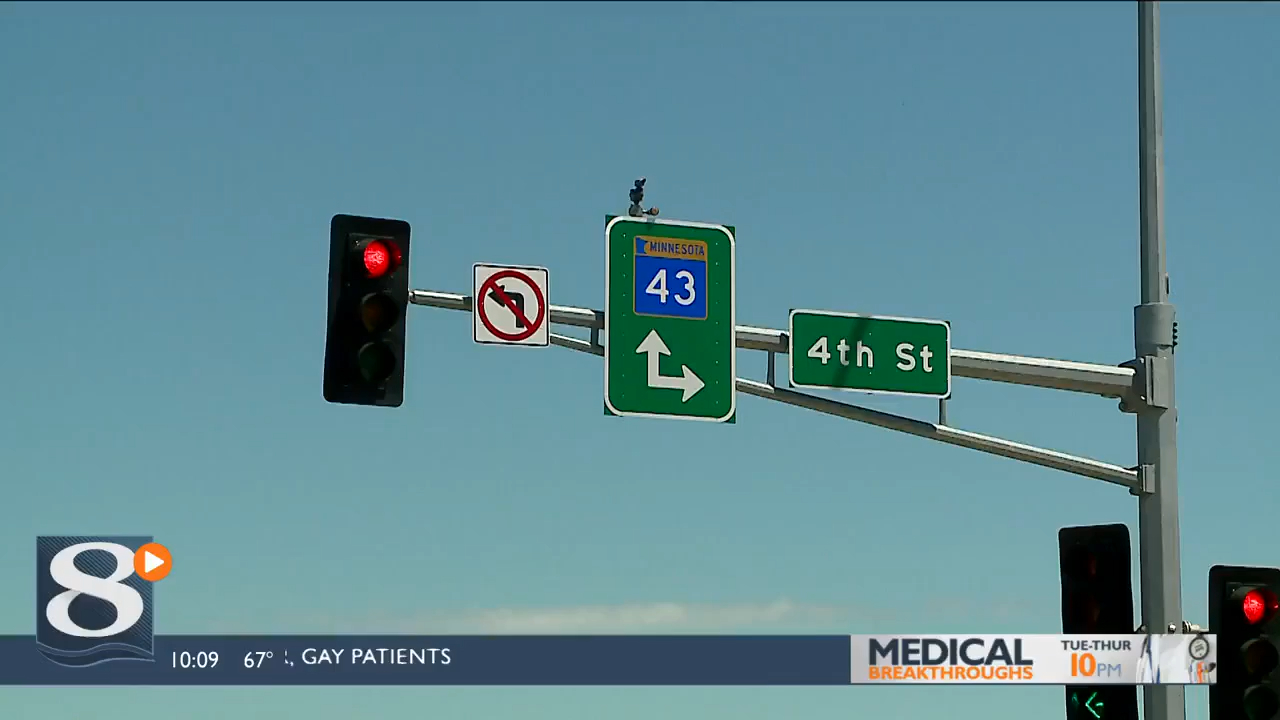 MINNESOTA
43
4th St
8
10:09 67° , GAY PATIENTS
MEDICAL
BREAKTHROUGHS
TUE-THUR
10PM